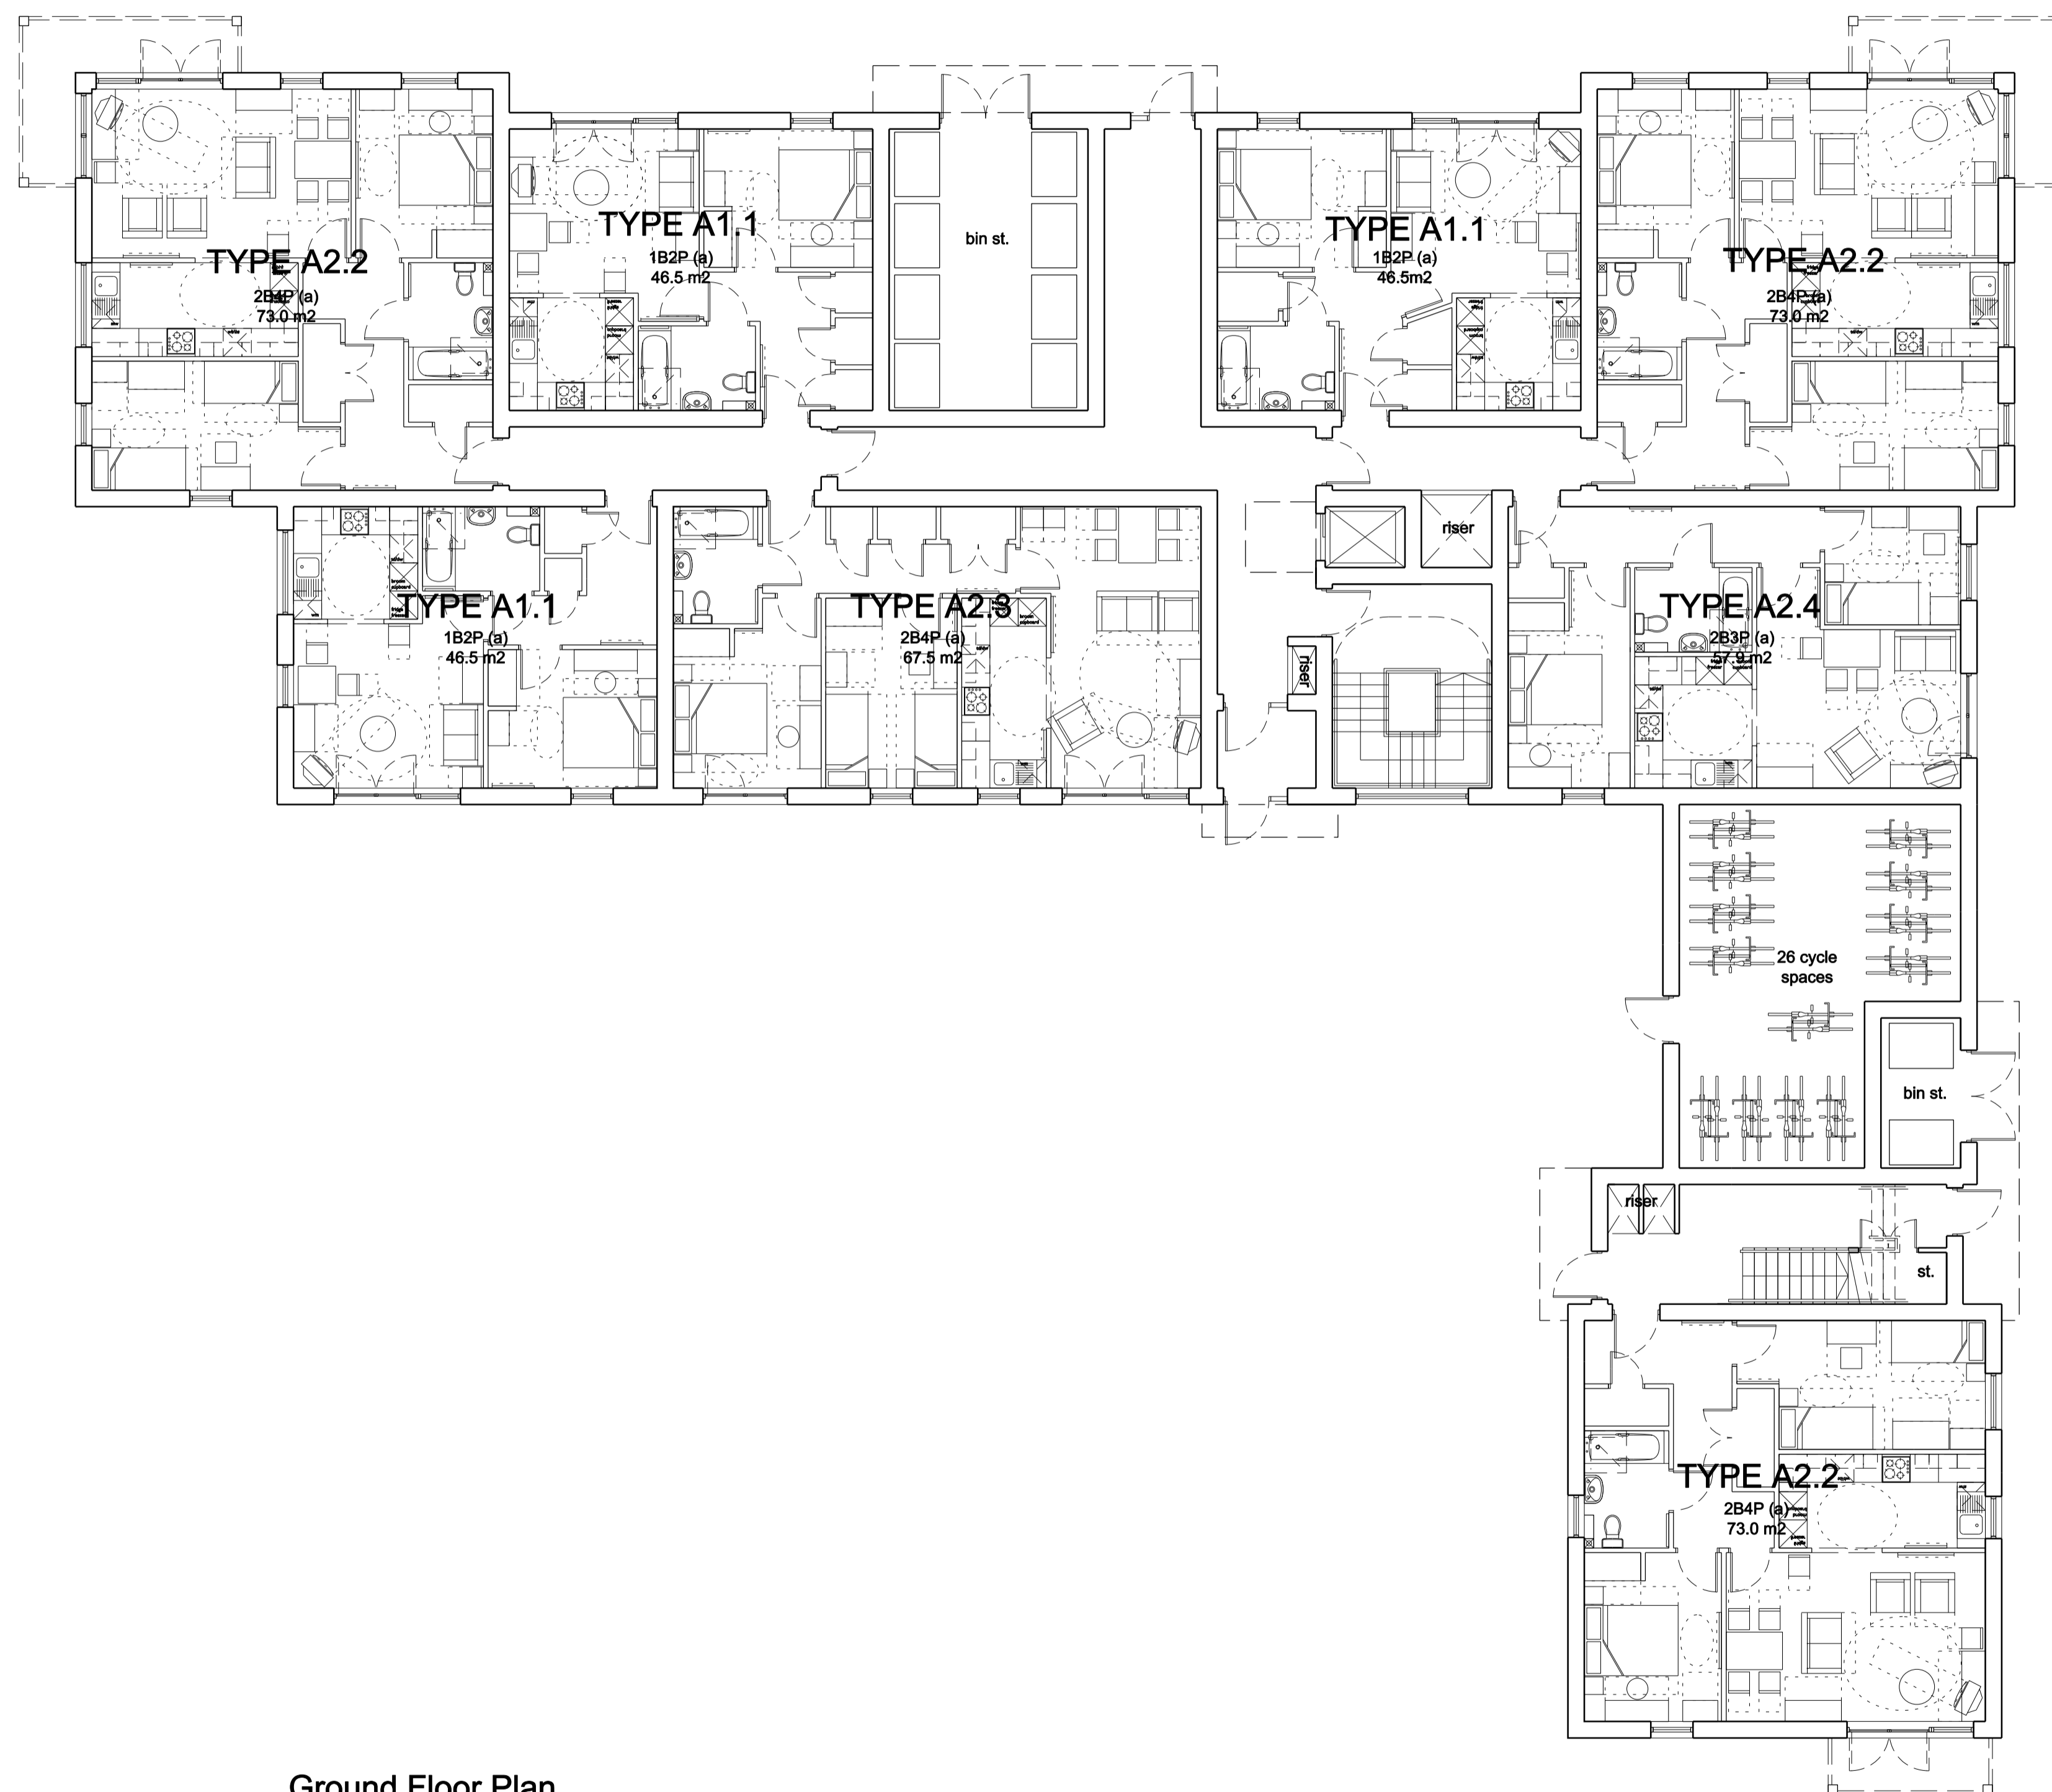 TYPE A2.2
2B4P (a)
73.0 m2
TYPE A1.1
1B2P (a)
46.5 m2
bin st.
TYPE A1.1
1B2P (a)
46.5m2
TYPE A2.2
2B4P (a)
73.0 m2
TYPE A1.1
1B2P (a)
46.5 m2
TYPE A2.3
2B4P (a)
67.5 m2
riser
riser
TYPE A2.4
2B3P (a)
57.9 m2
26 cycle
spaces
bin st.
riser
st.
TYPE A2.2
2B4P (a)
73.0 m2
Ground Floor Plan